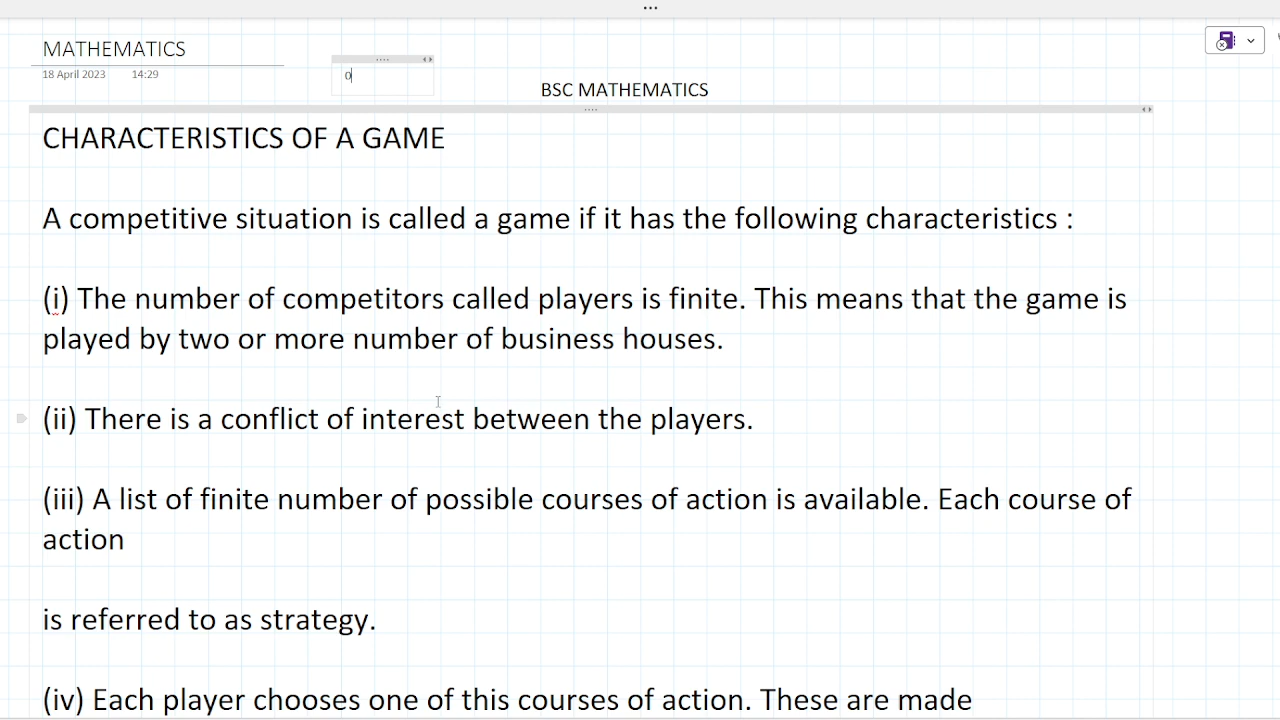 MATHEMATICS
18 April 2023 14:29
0
BSC MATHEMATICS
CHARACTERISTICS OF A GAME
A competitive situation is called a game if it has the following characteristics :
(i) The number of competitors called players is finite. This means that the game is
played by two or more number of business houses.
(ii) There is a conflict of interest between the players.
(iii) A list of finite number of possible courses of action is available. Each course of
action
is referred to as strategy.
(iv) Each player chooses one of this courses of action. These are made